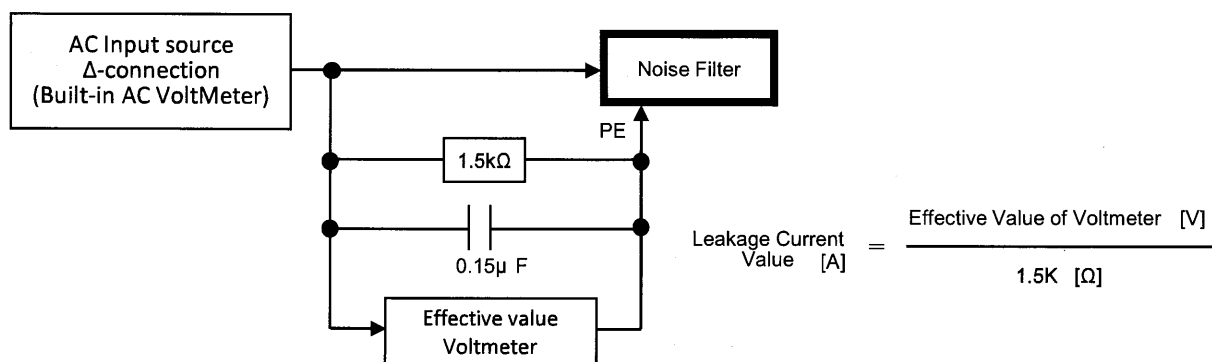 AC Input source
Δ-connection
(Built-in AC VoltMeter)
Noise Filter
PE
1.5kΩ
0.15μ F
Effective value
Voltmeter
Leakage Current
Value [A]
=
Effective Value of Voltmeter [V]
1.5K [Ω]